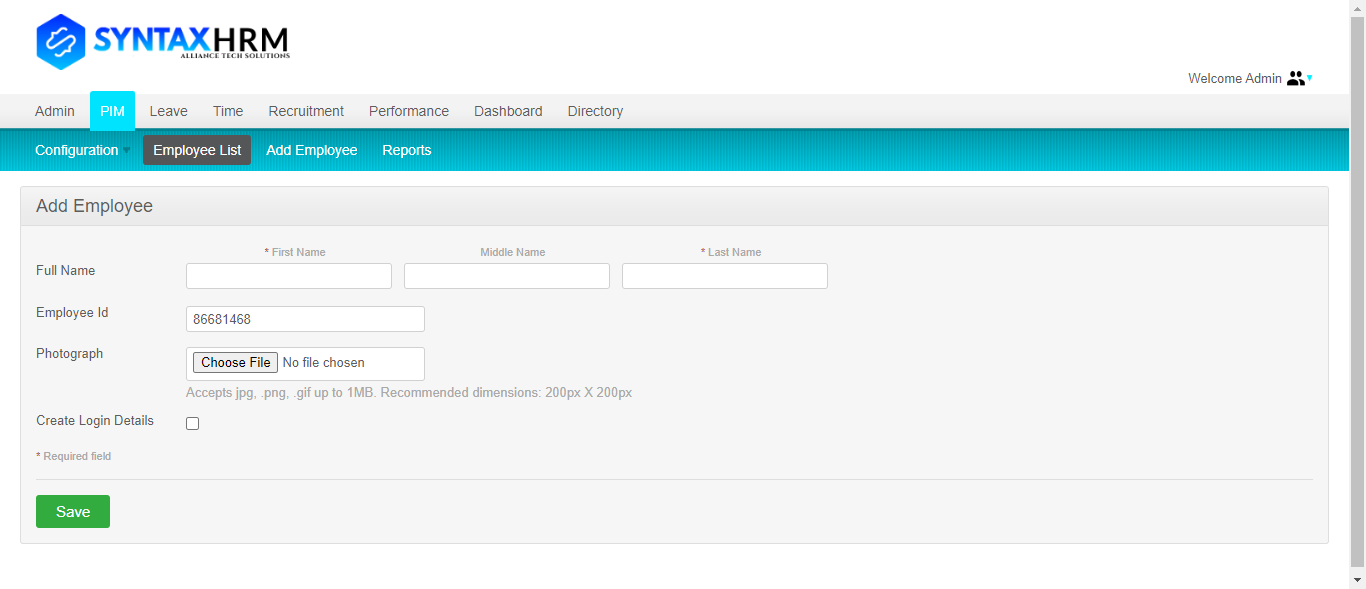 SYNTAXHRM
ALLIANCE TECH SOLUTIONS
Welcome Admin
Admin PIM Leave Time Recruitment Performance Dashboard Directory
Configuration Employee List Add Employee Reports
Add Employee
* First Name Middle Name * Last Name
Full Name
Employee Id 86681468
Photograph Choose File No file chosen
Accepts jpg, .png, .gif up to 1MB. Recommended dimensions: 200px X 200px
Create Login Details
* Required field
Save